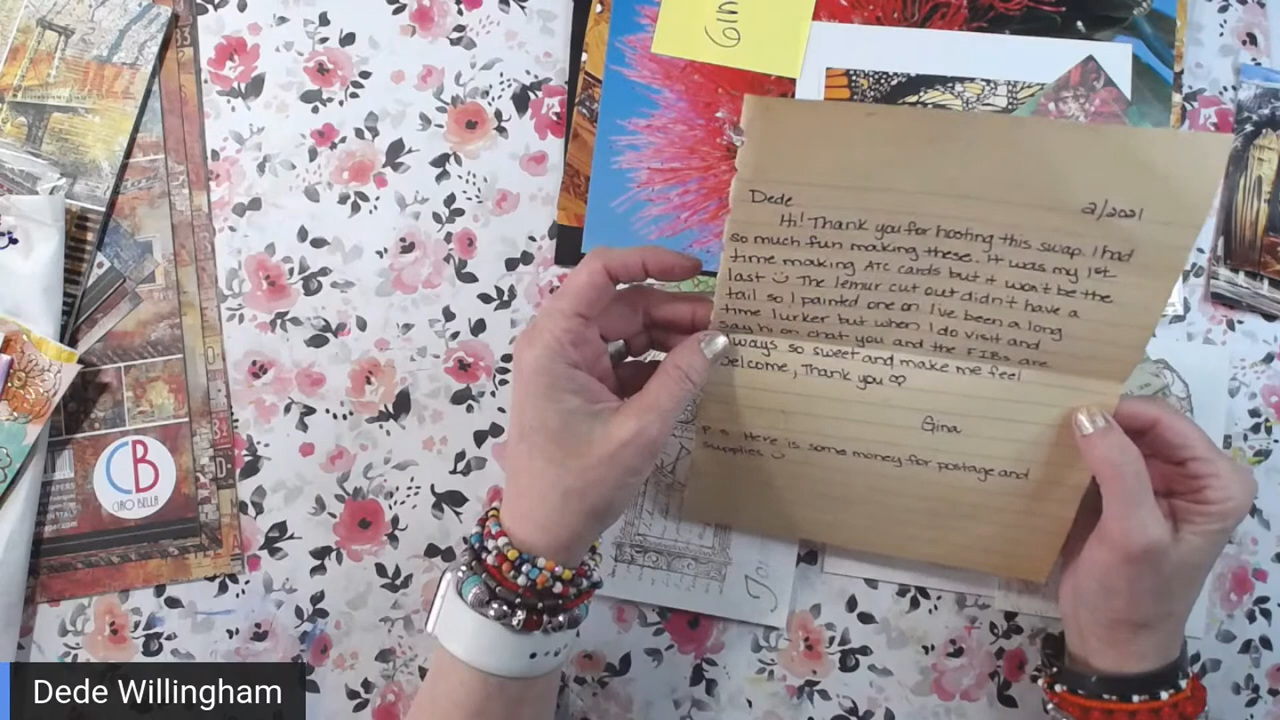 Gin
Dede
2/2021
Hi! Thank you for hosting this swap. I had
so much fun making these. It was my 1st
time making ATC cards but it won't be the
last ☺ The lemur cut out didn't have a
tail so I painted one on I've been a long
time lurker but when I do visit and
say hi on chat you and the FIBs are
always so sweet and make me feel
welcome, Thank you ♡
Gina
P.S. Here is some money for postage and
supplies ☺
CB
CIAO BELLA
PAPERS
Dede Willingham